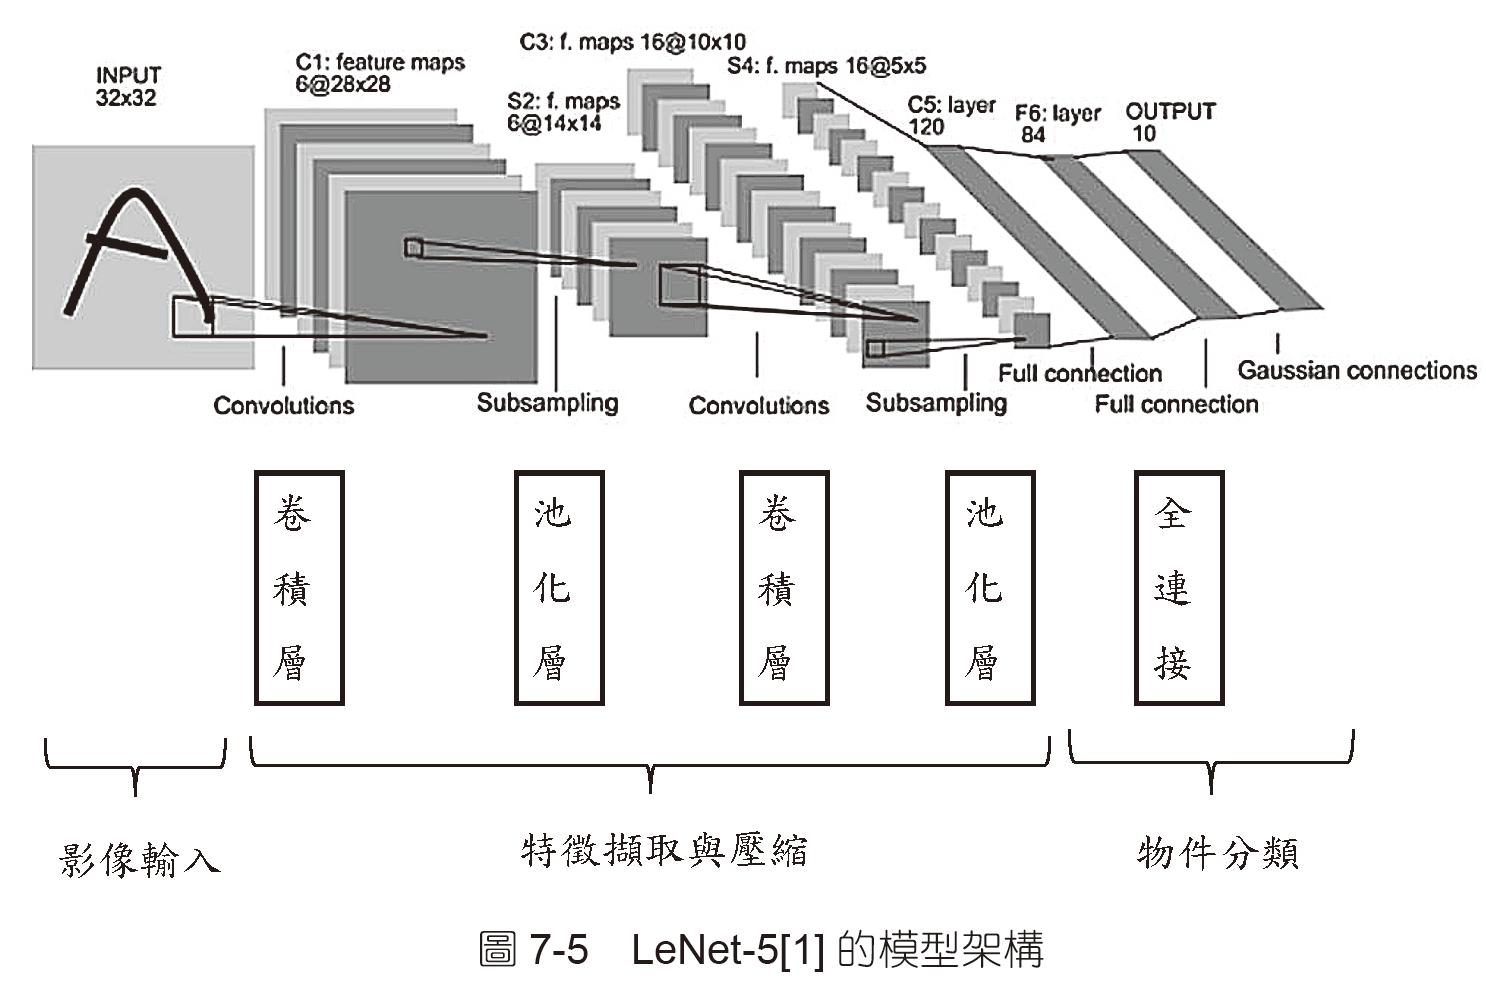 INPUT
32x32
C1: feature maps
6@28x28
S2: f. maps
6@14x14
C3: f. maps 16@10x10
S4: f. maps 16@5x5
C5: layer
120
F6: layer
84
OUTPUT
10
Convolutions
Subsampling
Convolutions
Subsampling
Full connection
Full connection
Gaussian connections
卷積層
池化層
卷積層
池化層
全連接
影像輸入
特徵擷取與壓縮
物件分類
圖 7-5 LeNet-5[1] 的模型架構